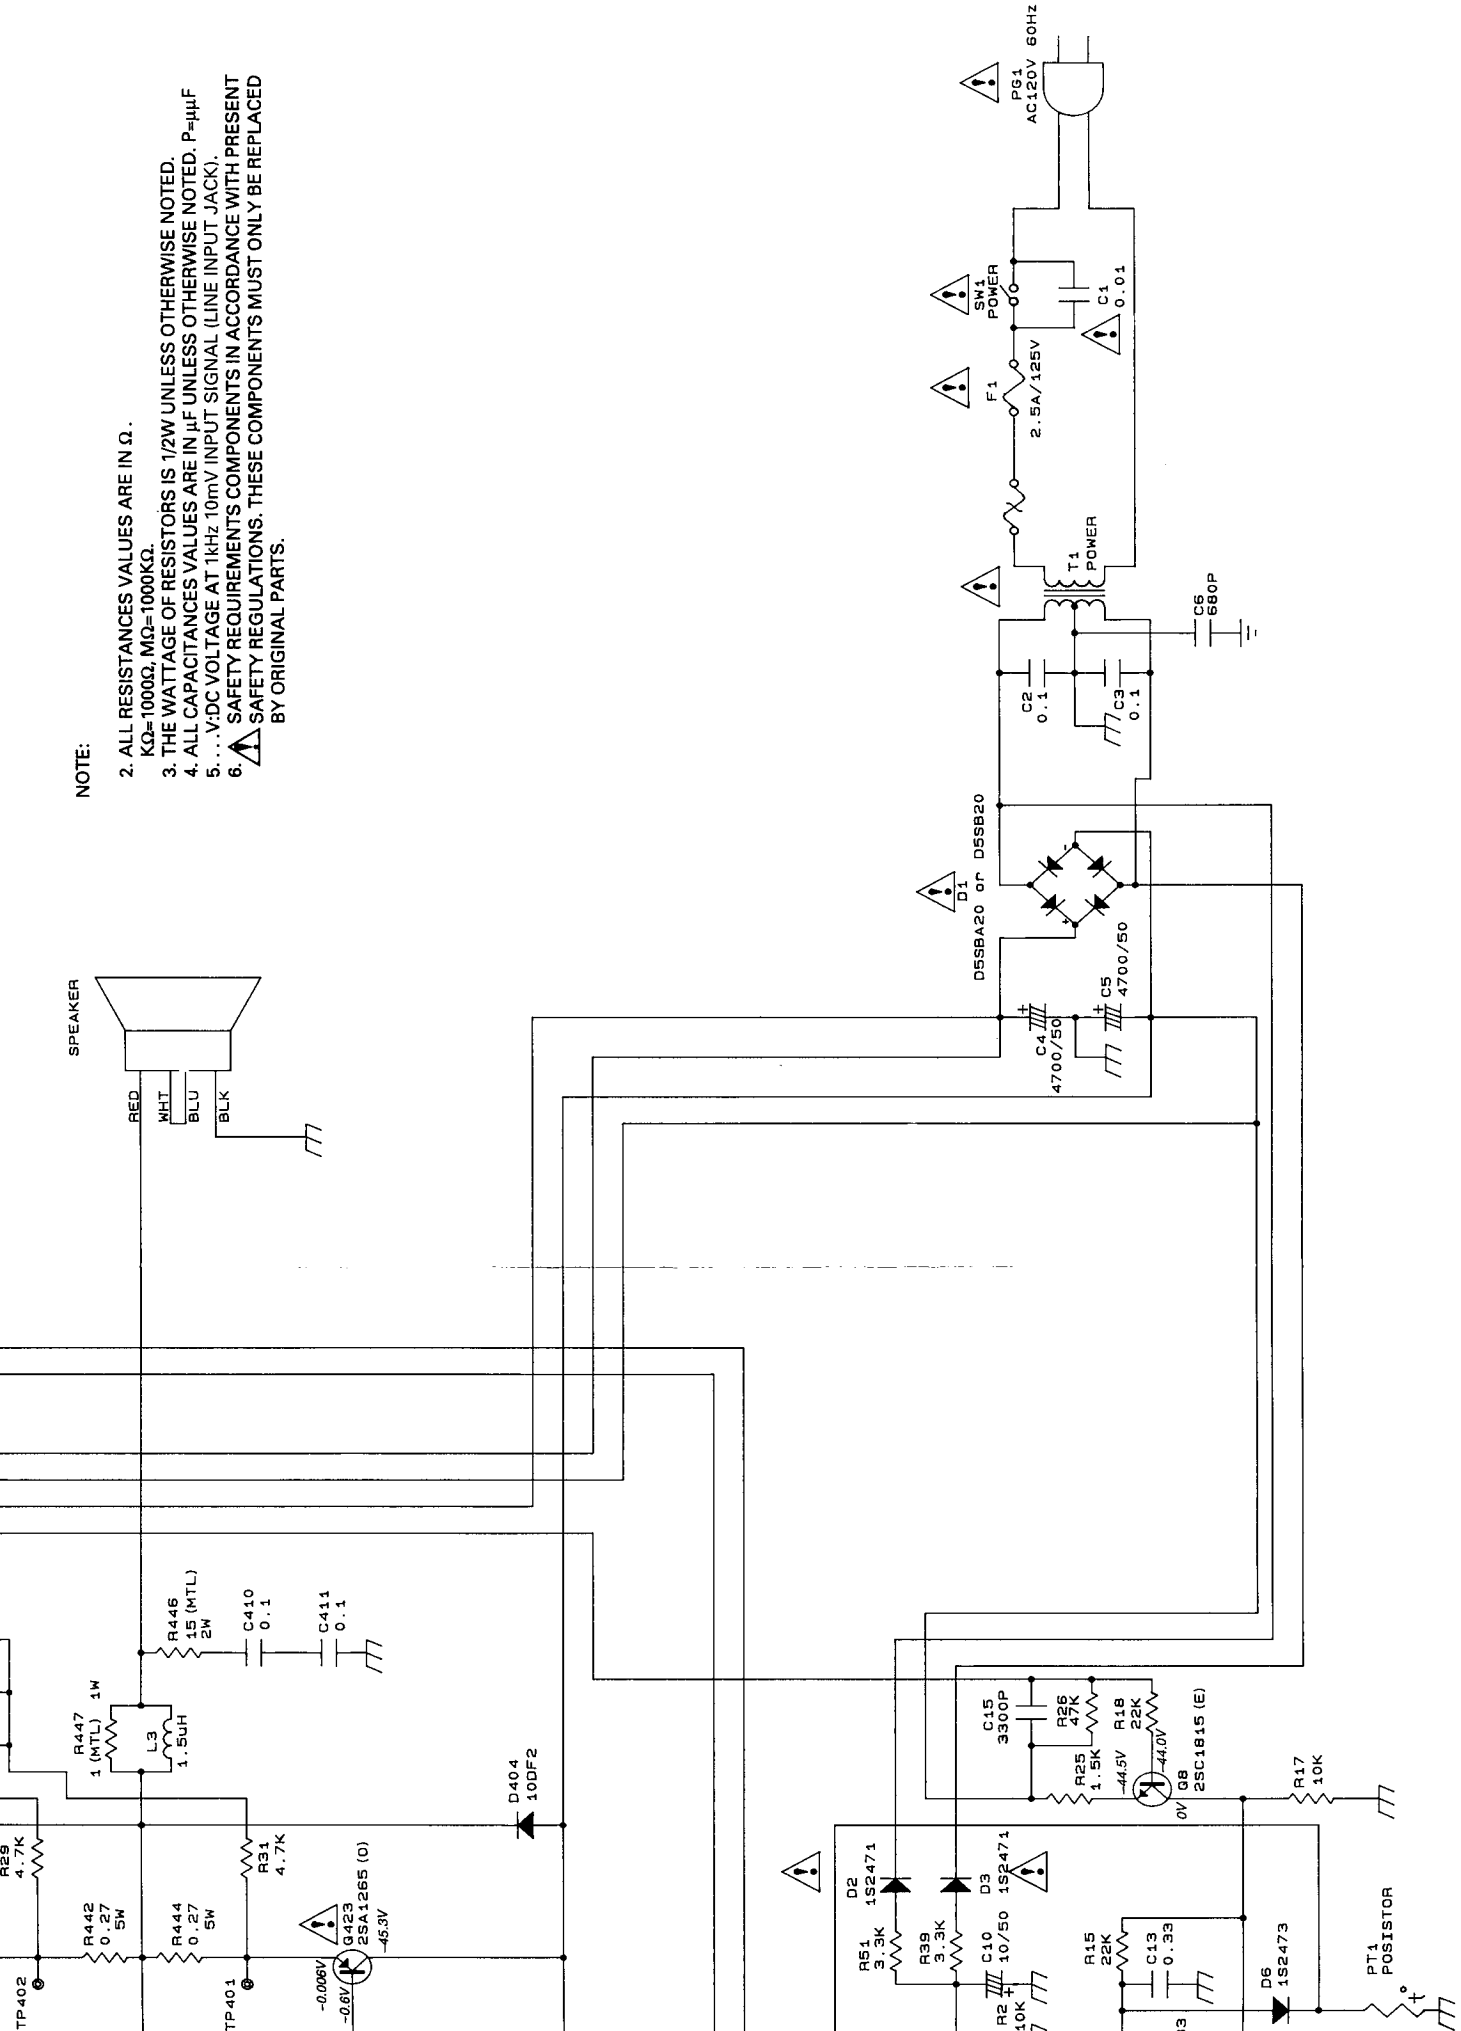 NOTE:
2. ALL RESISTANCES VALUES ARE IN Ω .
KΩ=1000Ω, MΩ=1000KΩ.
3. THE WATTAGE OF RESISTORS IS 1/2W UNLESS OTHERWISE NOTED.
4. ALL CAPACITANCES VALUES ARE IN μF UNLESS OTHERWISE NOTED. P=μμF
5. . . . V:DC VOLTAGE AT 1kHz 10mV INPUT SIGNAL (LINE INPUT JACK).
6. SAFETY REQUIREMENTS COMPONENTS IN ACCORDANCE WITH PRESENT
SAFETY REGULATIONS. THESE COMPONENTS MUST ONLY BE REPLACED
BY ORIGINAL PARTS.
PG1
AC120V 60Hz
SW1
POWER
C1
0.01
F1
2.5A/125V
T1
POWER
C6
680P
C2
0.1
C3
0.1
D1
D5SBA20 or D5SB20
+
-
C4
4700/50
+
C5
4700/50
+
SPEAKER
RED
WHT
BLU
BLK
R446
15 (MTL)
2W
C410
0.1
C411
0.1
R447
1 (MTL) 1W
L3
1.5uH
D404
10DF2
R29
4.7K
R31
4.7K
R442
0.27
5W
R444
0.27
5W
Q423
2SA1265 (O)
-0.006V
-0.6V
-45.3V
TP402
TP401
C15
3300P
R26
47K
R18
22K
R25
1.5K
-44.5V
-44.0V
Q8
2SC1815 (E)
0V
R17
10K
D2
1S2471
D3
1S2471
R51
3.3K
R39
3.3K
C10
10/50
+
R2
10K
R15
22K
C13
0.33
D6
1S2473
PT1
POSISTOR
+t°